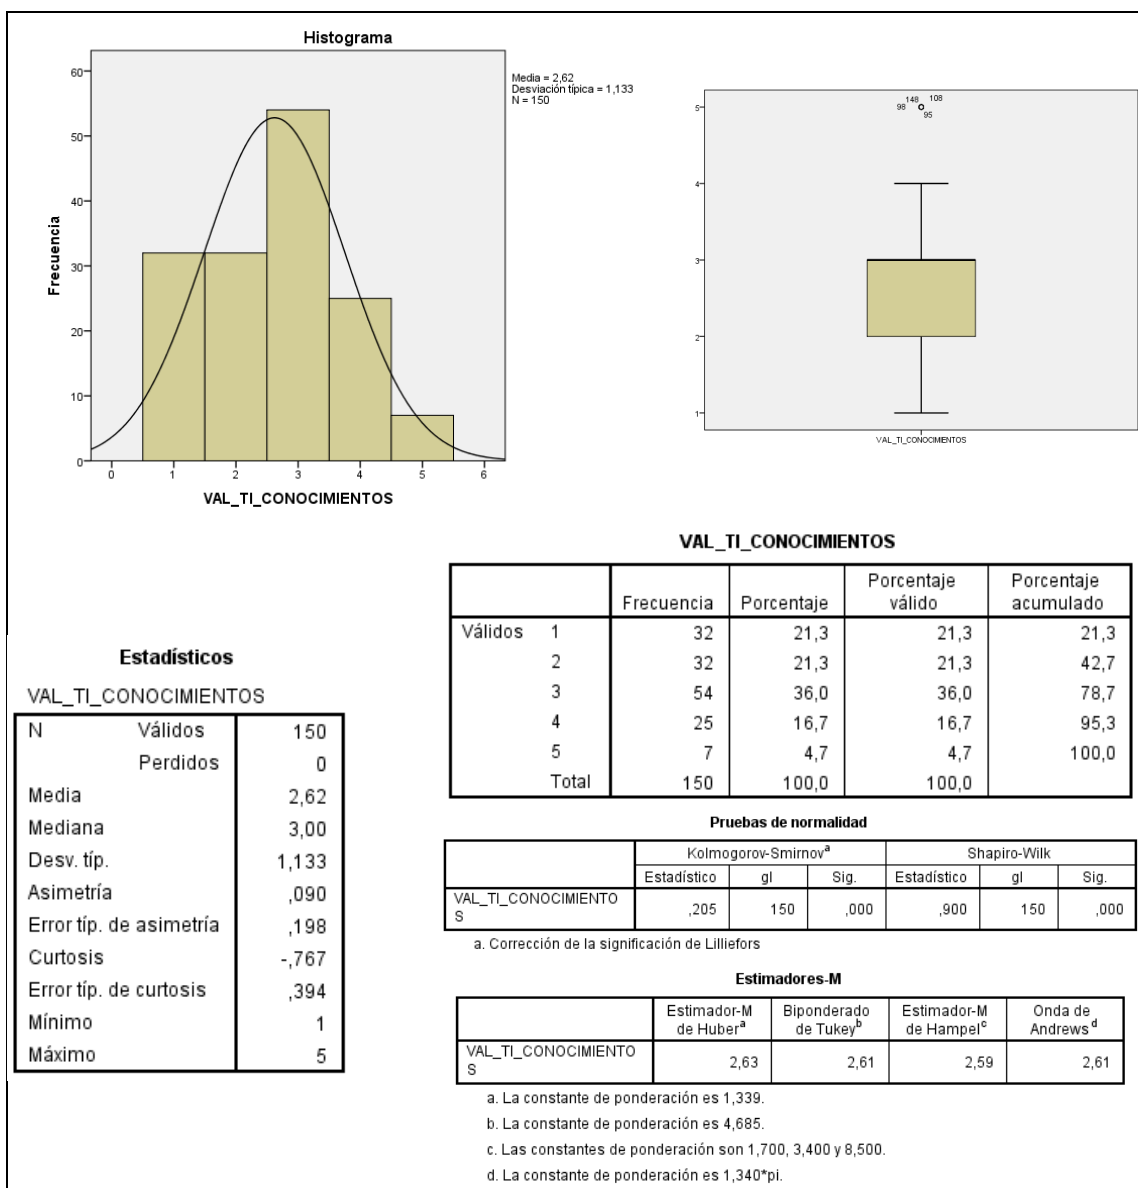 Histograma
Media = 2,62
Desviación típica = 1,133
N = 150
60
50
40
30
20
10
0
Frecuencia
0 1 2 3 4 5 6
VAL_TI_CONOCIMIENTOS
5
4
3
2
1
98 148 108
95
VAL_TI_CONOCIMIENTOS
VAL_TI_CONOCIMIENTOS
Frecuencia Porcentaje Porcentaje válido Porcentaje acumulado
Válidos 1 32 21,3 21,3 21,3
2 32 21,3 21,3 42,7
3 54 36,0 36,0 78,7
4 25 16,7 16,7 95,3
5 7 4,7 4,7 100,0
Total 150 100,0 100,0
Estadísticos
VAL_TI_CONOCIMIENTOS
N Válidos 150
Perdidos 0
Media 2,62
Mediana 3,00
Desv. típ. 1,133
Asimetría ,090
Error típ. de asimetría ,198
Curtosis -,767
Error típ. de curtosis ,394
Mínimo 1
Máximo 5
Pruebas de normalidad
Kolmogorov-Smirnov^a Shapiro-Wilk
Estadístico gl Sig. Estadístico gl Sig.
VAL_TI_CONOCIMIENTO
S ,205 150 ,000 ,900 150 ,000
a. Corrección de la significación de Lilliefors
Estimadores-M
Estimador-M de Huber^a Biponderado de Tukey^b Estimador-M de Hampel^c Onda de Andrews^d
VAL_TI_CONOCIMIENTO
S 2,63 2,61 2,59 2,61
a. La constante de ponderación es 1,339.
b. La constante de ponderación es 4,685.
c. Las constantes de ponderación son 1,700, 3,400 y 8,500.
d. La constante de ponderación es 1,340*pi.